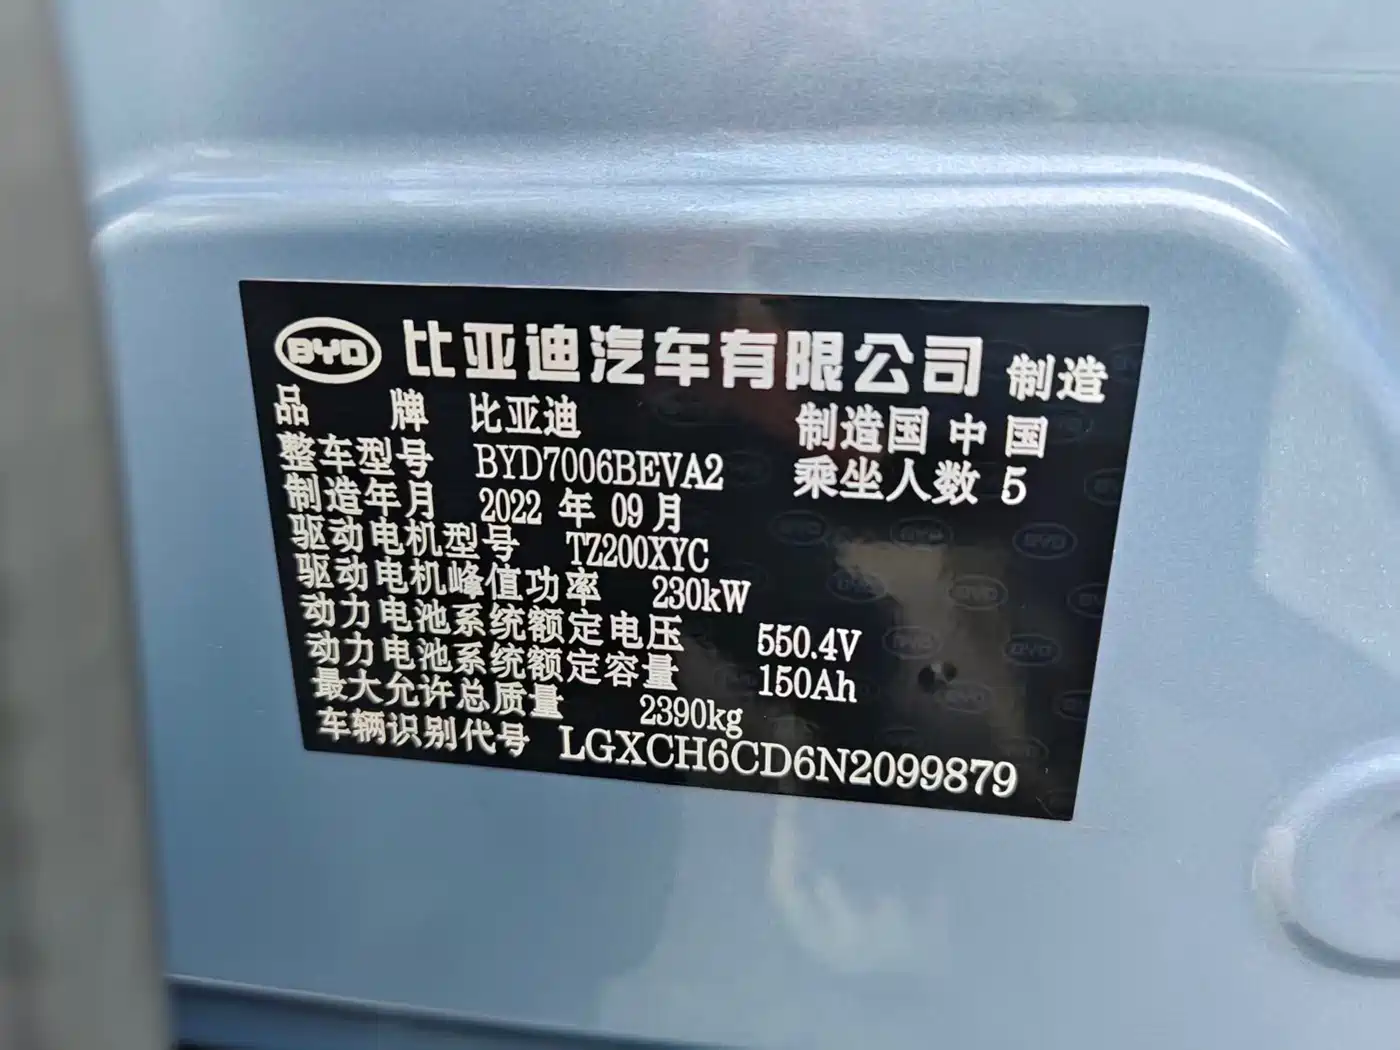 BYD 比亚迪汽车有限公司 制造
品 牌 比亚迪 制造国 中国
整车型号 BYD7006BEVA2 乘坐人数 5
制造年月 2022 年 09 月
驱动电机型号 TZ200XYC
驱动电机峰值功率 230kW
动力电池系统额定电压 550.4V
动力电池系统额定容量 150Ah
最大允许总质量 2390kg
车辆识别代号 LGXCH6CD6N2099879